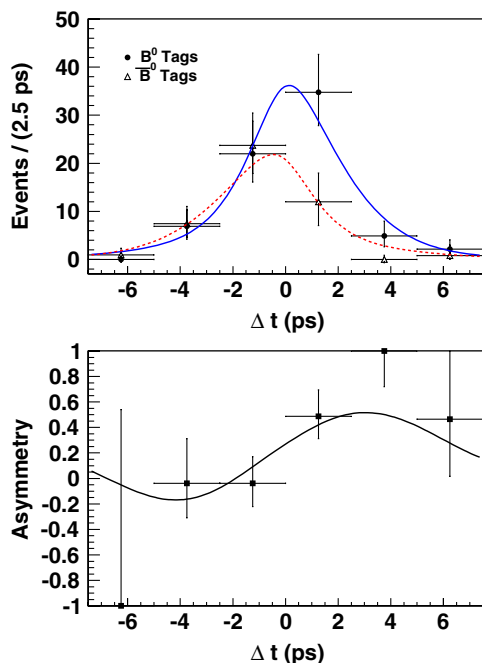 50
40
30
20
10
0
Events / (2.5 ps)
B⁰ Tags
B̅⁰ Tags
-6 -4 -2 0 2 4 6
Δ t (ps)
1
0.8
0.6
0.4
0.2
0
-0.2
-0.4
-0.6
-0.8
-1
Asymmetry
-6 -4 -2 0 2 4 6
Δ t (ps)